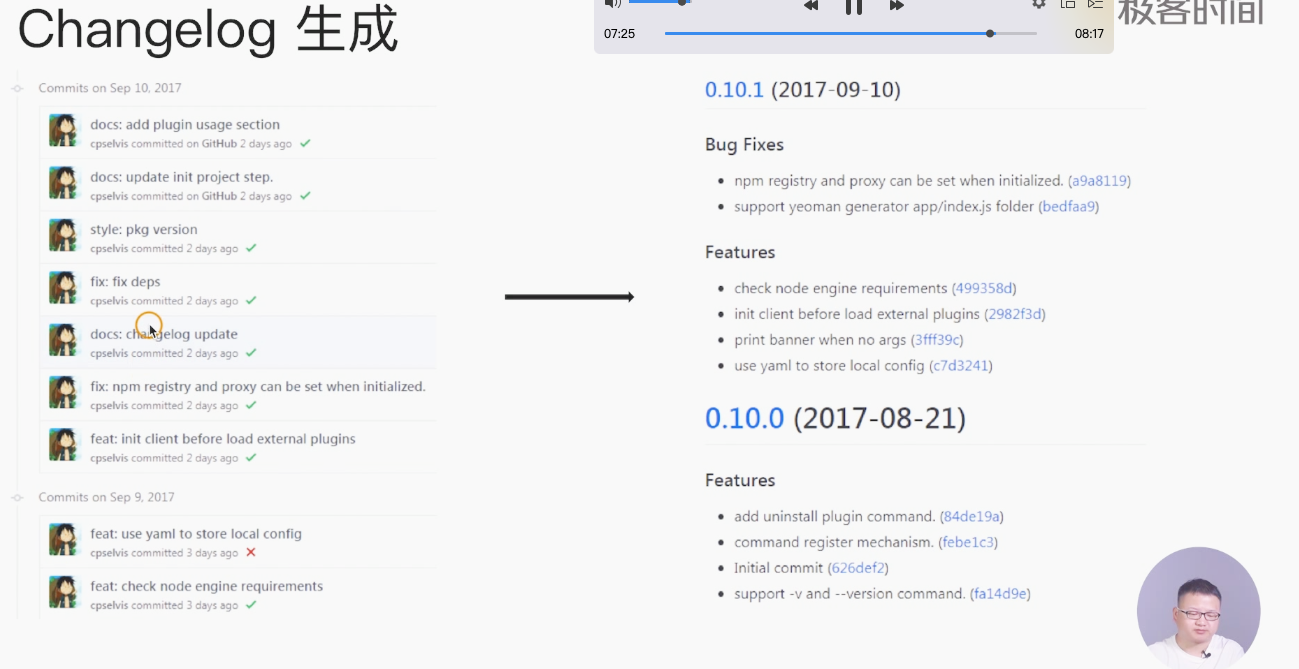 Changelog 生成
07:25
08:17
极客时间
Commits on Sep 10, 2017
docs: add plugin usage section
cpselvis committed on GitHub 2 days ago
docs: update init project step.
cpselvis committed on GitHub 2 days ago
style: pkg version
cpselvis committed 2 days ago
fix: fix deps
cpselvis committed 2 days ago
docs: changelog update
cpselvis committed 2 days ago
fix: npm registry and proxy can be set when initialized.
cpselvis committed 2 days ago
feat: init client before load external plugins
cpselvis committed 2 days ago
Commits on Sep 9, 2017
feat: use yaml to store local config
cpselvis committed 3 days ago
feat: check node engine requirements
cpselvis committed 3 days ago
0.10.1 (2017-09-10)
Bug Fixes
• npm registry and proxy can be set when initialized. (a9a8119)
• support yeoman generator app/index.js folder (bedfaa9)
Features
• check node engine requirements (499358d)
• init client before load external plugins (2982f3d)
• print banner when no args (3fff39c)
• use yaml to store local config (c7d3241)
0.10.0 (2017-08-21)
Features
• add uninstall plugin command. (84de19a)
• command register mechanism. (febe1c3)
• Initial commit (626def2)
• support -v and --version command. (fa14d9e)